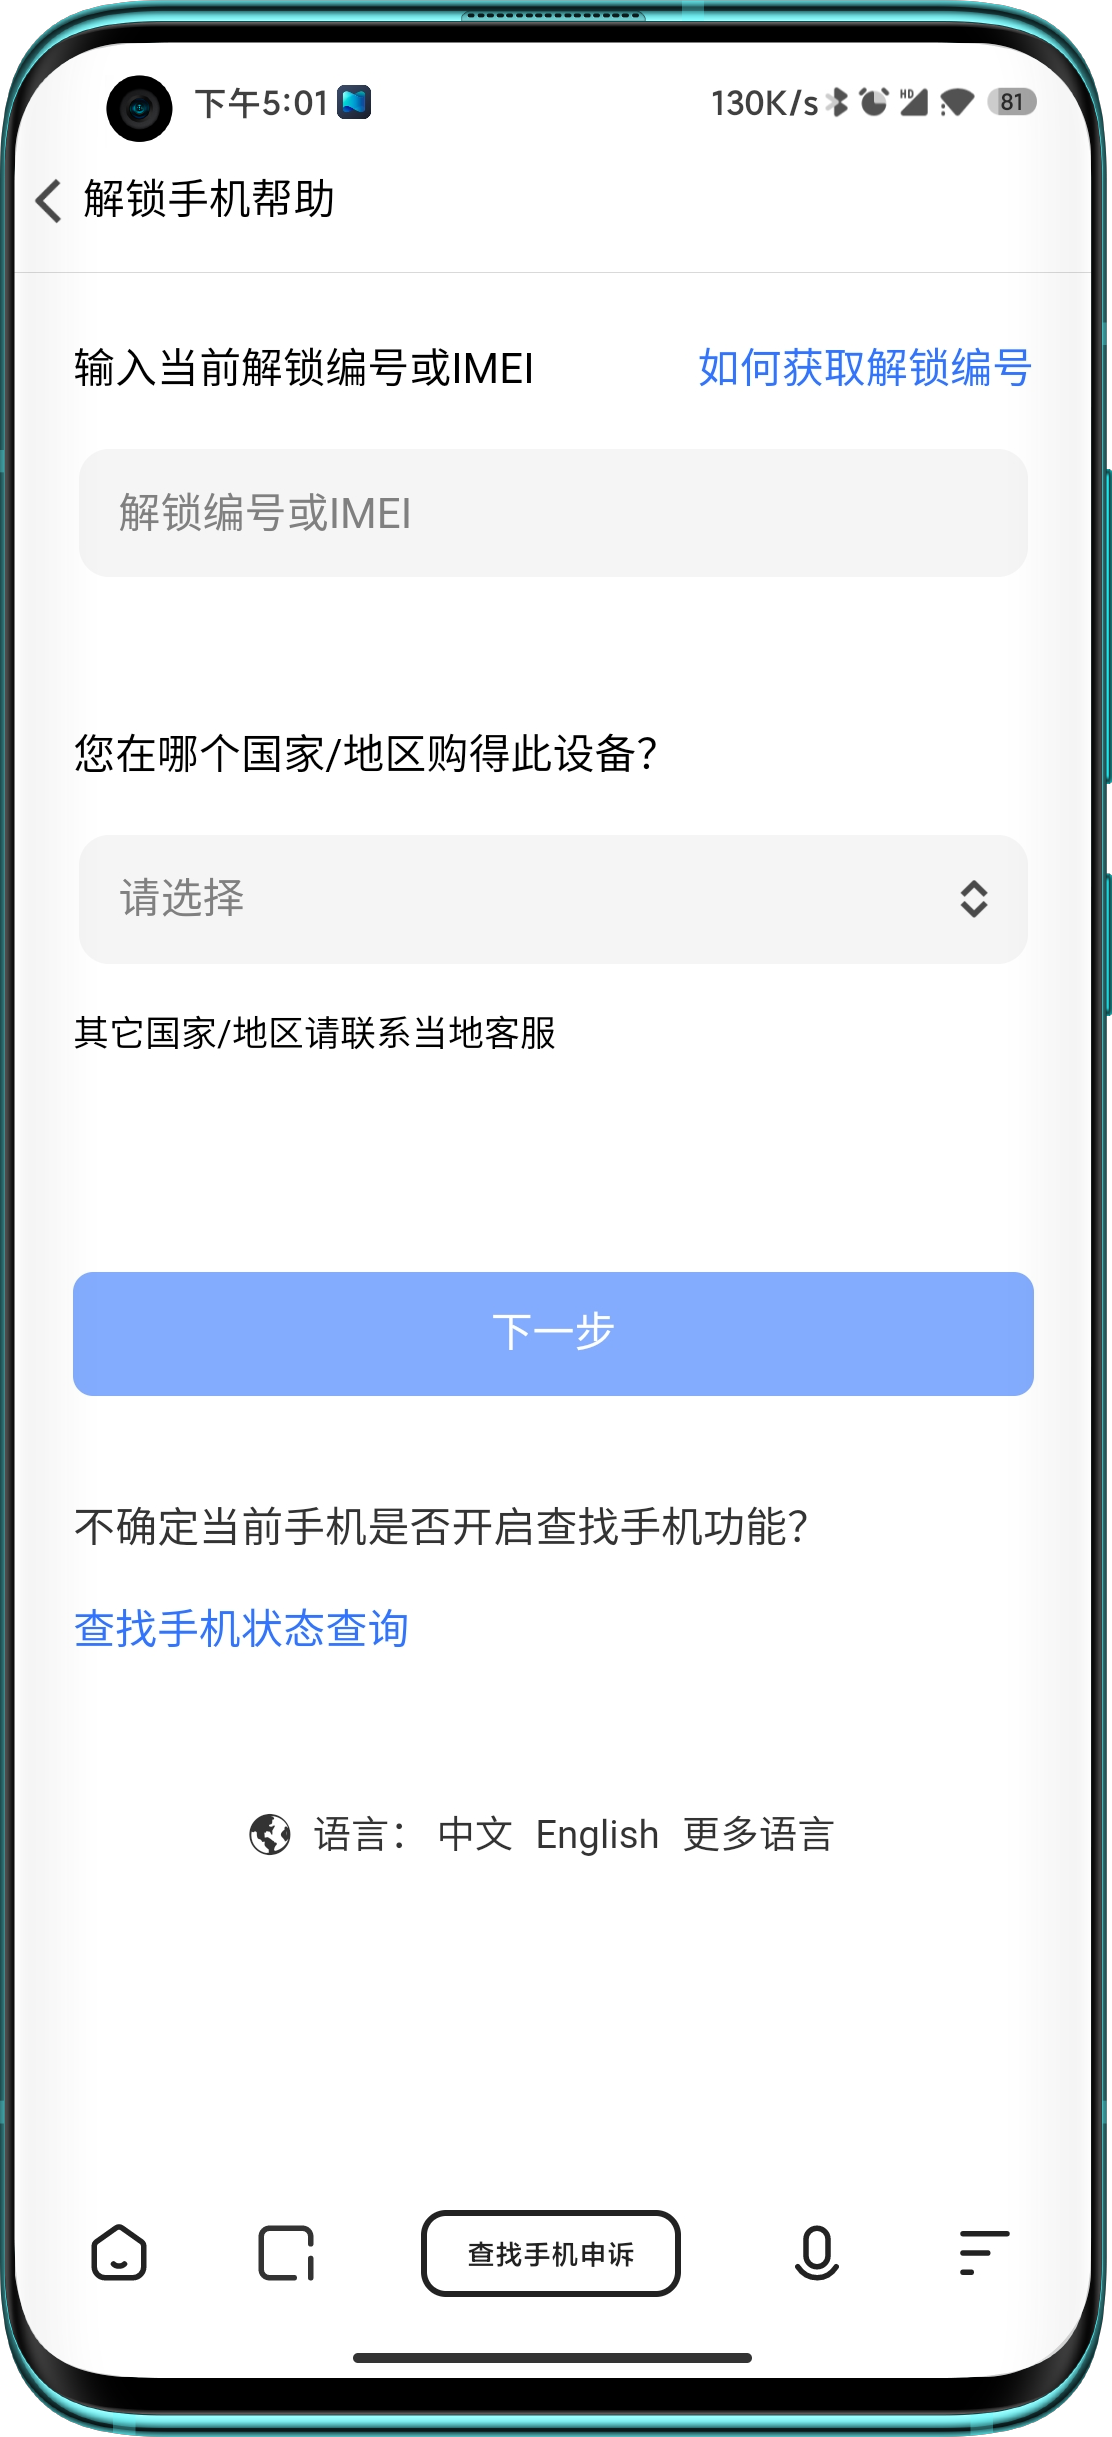 下午5:01
130K/s
HD
81
解锁手机帮助
输入当前解锁编号或IMEI
如何获取解锁编号
解锁编号或IMEI
您在哪个国家/地区购得此设备？
请选择
其它国家/地区请联系当地客服
下一步
不确定当前手机是否开启查找手机功能？
查找手机状态查询
语言： 中文 English 更多语言
查找手机申诉